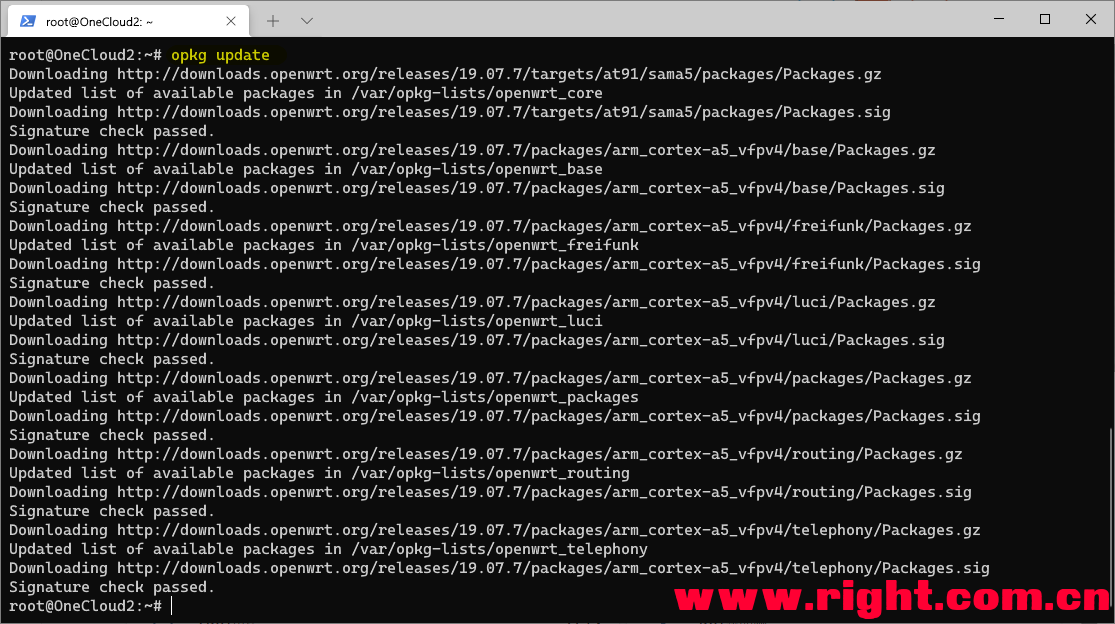 root@OneCloud2: ~
root@OneCloud2:~# opkg update
Downloading http://downloads.openwrt.org/releases/19.07.7/targets/at91/sama5/packages/Packages.gz
Updated list of available packages in /var/opkg-lists/openwrt_core
Downloading http://downloads.openwrt.org/releases/19.07.7/targets/at91/sama5/packages/Packages.sig
Signature check passed.
Downloading http://downloads.openwrt.org/releases/19.07.7/packages/arm_cortex-a5_vfpv4/base/Packages.gz
Updated list of available packages in /var/opkg-lists/openwrt_base
Downloading http://downloads.openwrt.org/releases/19.07.7/packages/arm_cortex-a5_vfpv4/base/Packages.sig
Signature check passed.
Downloading http://downloads.openwrt.org/releases/19.07.7/packages/arm_cortex-a5_vfpv4/freifunk/Packages.gz
Updated list of available packages in /var/opkg-lists/openwrt_freifunk
Downloading http://downloads.openwrt.org/releases/19.07.7/packages/arm_cortex-a5_vfpv4/freifunk/Packages.sig
Signature check passed.
Downloading http://downloads.openwrt.org/releases/19.07.7/packages/arm_cortex-a5_vfpv4/luci/Packages.gz
Updated list of available packages in /var/opkg-lists/openwrt_luci
Downloading http://downloads.openwrt.org/releases/19.07.7/packages/arm_cortex-a5_vfpv4/luci/Packages.sig
Signature check passed.
Downloading http://downloads.openwrt.org/releases/19.07.7/packages/arm_cortex-a5_vfpv4/packages/Packages.gz
Updated list of available packages in /var/opkg-lists/openwrt_packages
Downloading http://downloads.openwrt.org/releases/19.07.7/packages/arm_cortex-a5_vfpv4/packages/Packages.sig
Signature check passed.
Downloading http://downloads.openwrt.org/releases/19.07.7/packages/arm_cortex-a5_vfpv4/routing/Packages.gz
Updated list of available packages in /var/opkg-lists/openwrt_routing
Downloading http://downloads.openwrt.org/releases/19.07.7/packages/arm_cortex-a5_vfpv4/routing/Packages.sig
Signature check passed.
Downloading http://downloads.openwrt.org/releases/19.07.7/packages/arm_cortex-a5_vfpv4/telephony/Packages.gz
Updated list of available packages in /var/opkg-lists/openwrt_telephony
Downloading http://downloads.openwrt.org/releases/19.07.7/packages/arm_cortex-a5_vfpv4/telephony/Packages.sig
Signature check passed.
root@OneCloud2:~#
www.right.com.cn